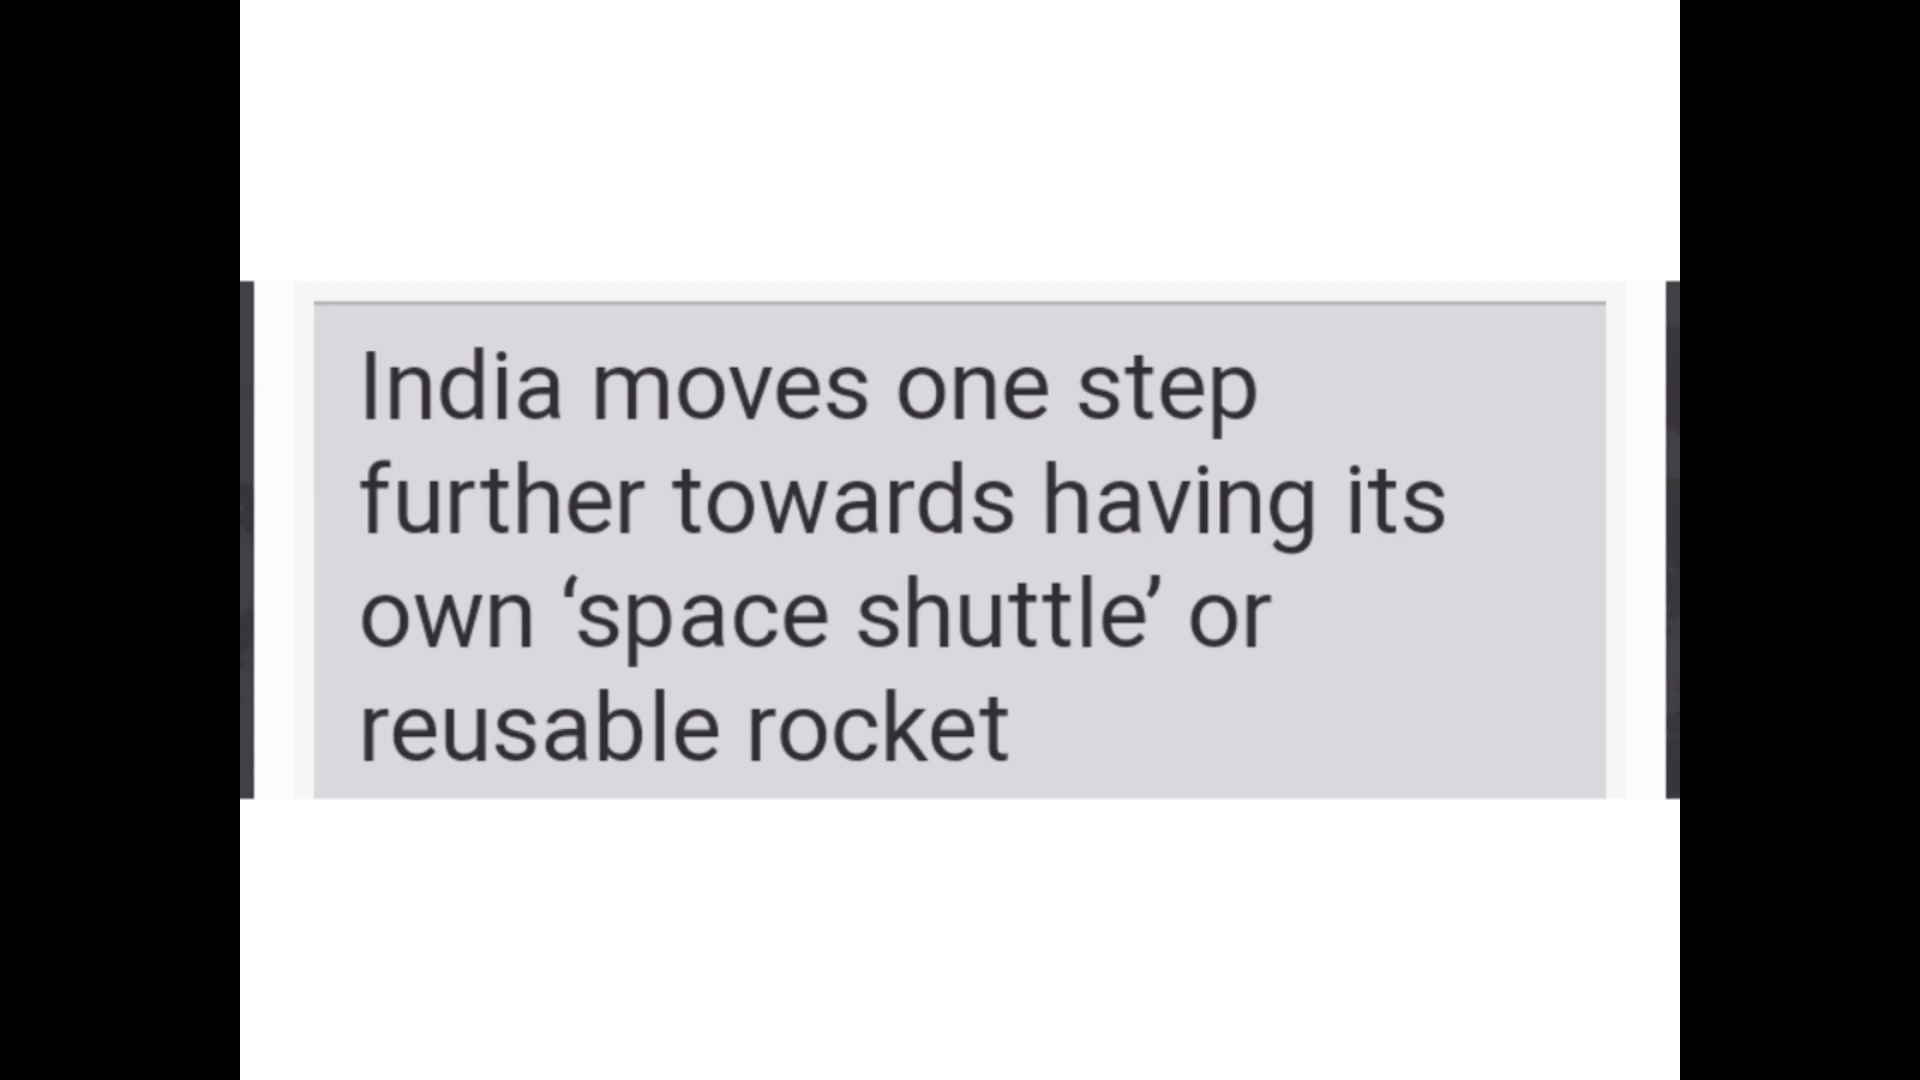 India moves one step
further towards having its
own ‘space shuttle’ or
reusable rocket